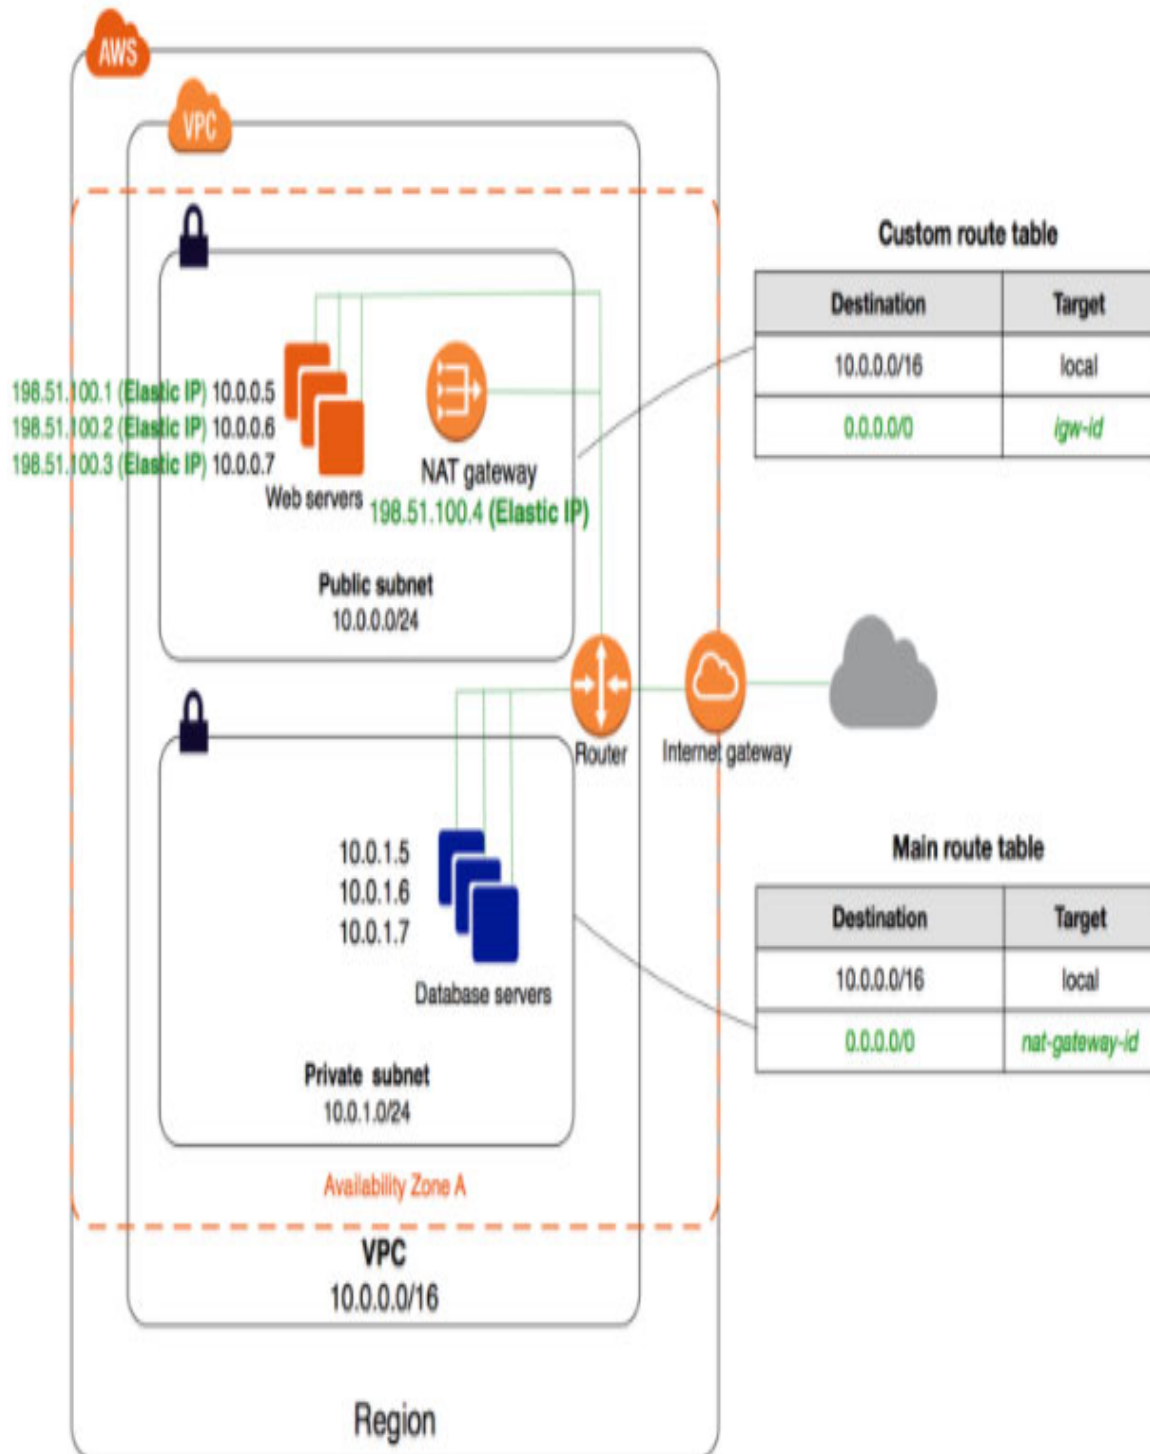 AWS
VPC
198.51.100.1 (Elastic IP) 10.0.0.5
198.51.100.2 (Elastic IP) 10.0.0.6
198.51.100.3 (Elastic IP) 10.0.0.7
Web servers
NAT gateway
198.51.100.4 (Elastic IP)
Public subnet
10.0.0.0/24
Custom route table
Destination Target
10.0.0.0/16 local
0.0.0.0/0 igw-id
Router
Internet gateway
10.0.1.5
10.0.1.6
10.0.1.7
Database servers
Private subnet
10.0.1.0/24
Main route table
Destination Target
10.0.0.0/16 local
0.0.0.0/0 nat-gateway-id
Availability Zone A
VPC
10.0.0.0/16
Region